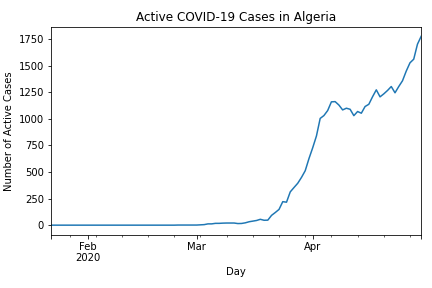 Active COVID-19 Cases in Algeria
Number of Active Cases
1750
1500
1250
1000
750
500
250
0
Feb
2020
Mar
Apr
Day